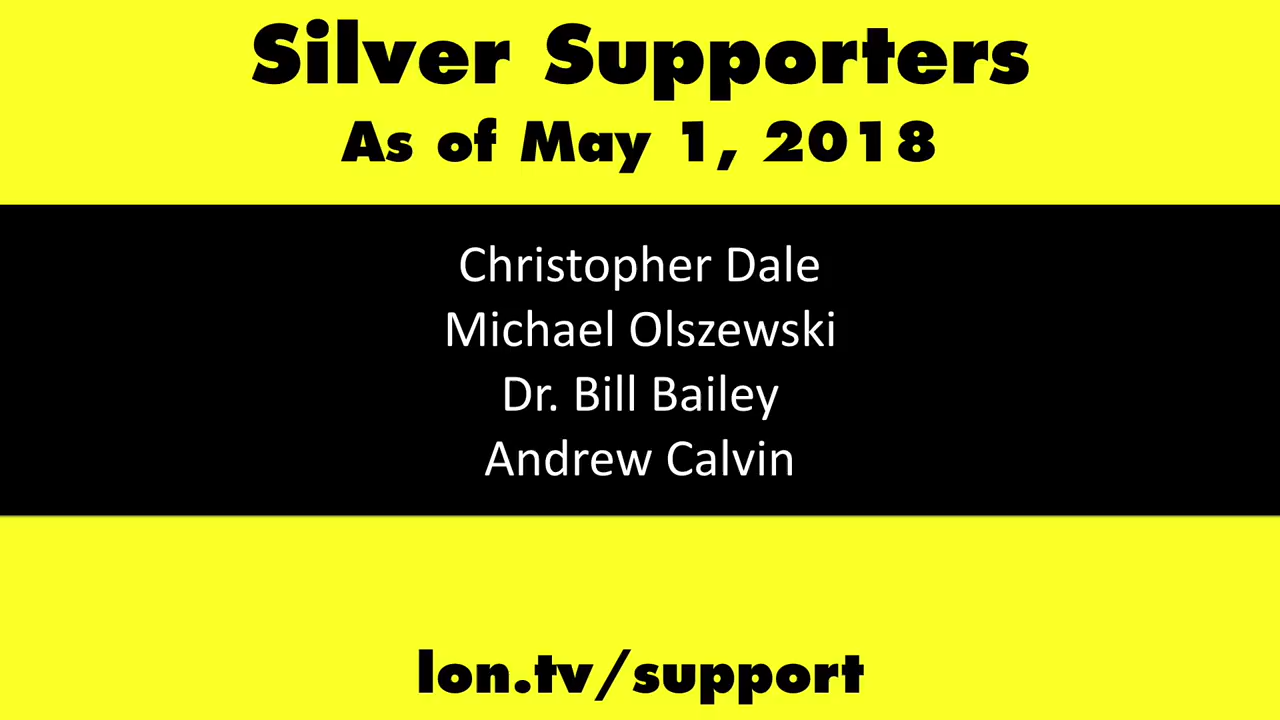 Silver Supporters
As of May 1, 2018
Christopher Dale
Michael Olszewski
Dr. Bill Bailey
Andrew Calvin
lon.tv/support